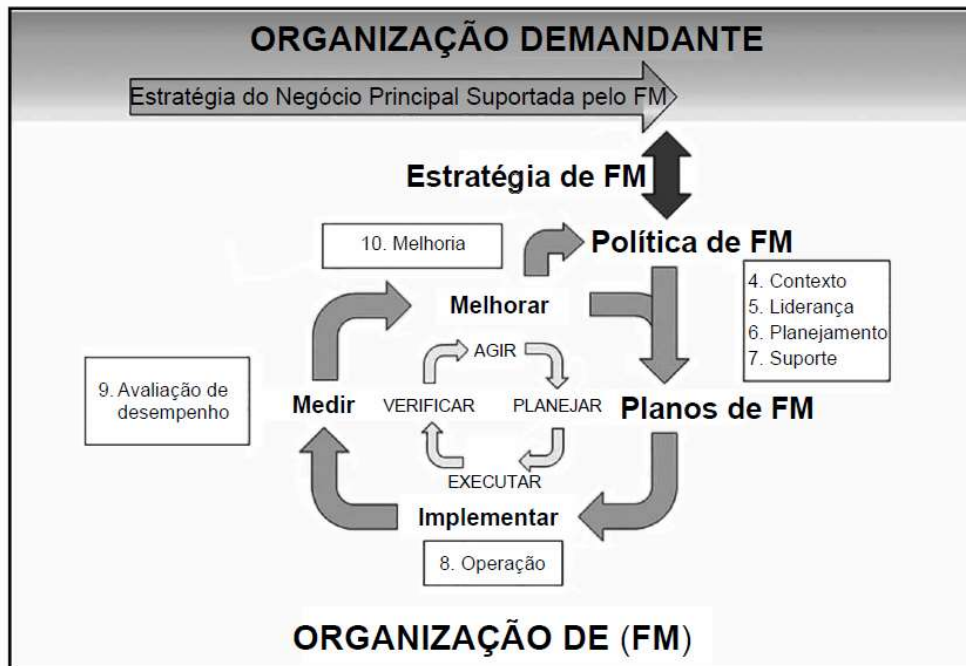 ORGANIZAÇÃO DEMANDANTE
Estratégia do Negócio Principal Suportada pelo FM
Estratégia de FM
10. Melhoria
Política de FM
4. Contexto
5. Liderança
6. Planejamento
7. Suporte
Melhorar
AGIR
9. Avaliação de
desempenho
Medir
VERIFICAR
PLANEJAR
Planos de FM
EXECUTAR
Implementar
8. Operação
ORGANIZAÇÃO DE (FM)